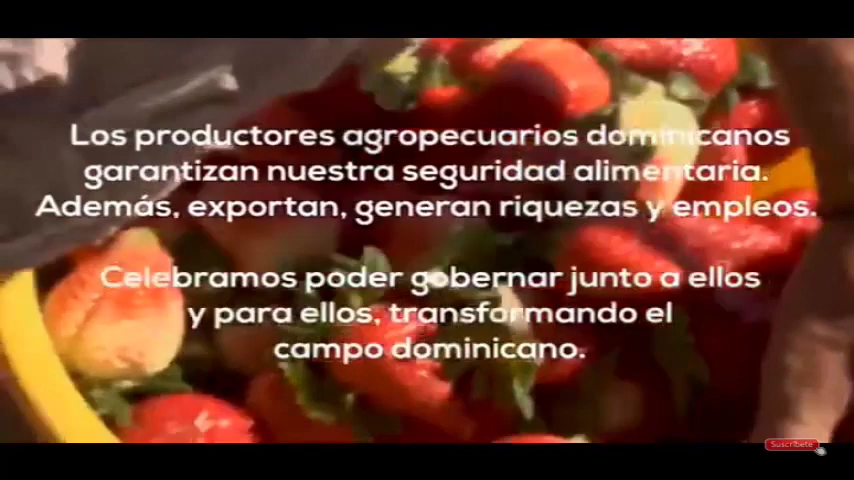 Los productores agropecuarios dominicanos
garantizan nuestra seguridad alimentaria.
Además, exportan, generan riquezas y empleos.
Celebramos poder gobernar junto a ellos
y para ellos, transformando el
campo dominicano.
Suscríbete